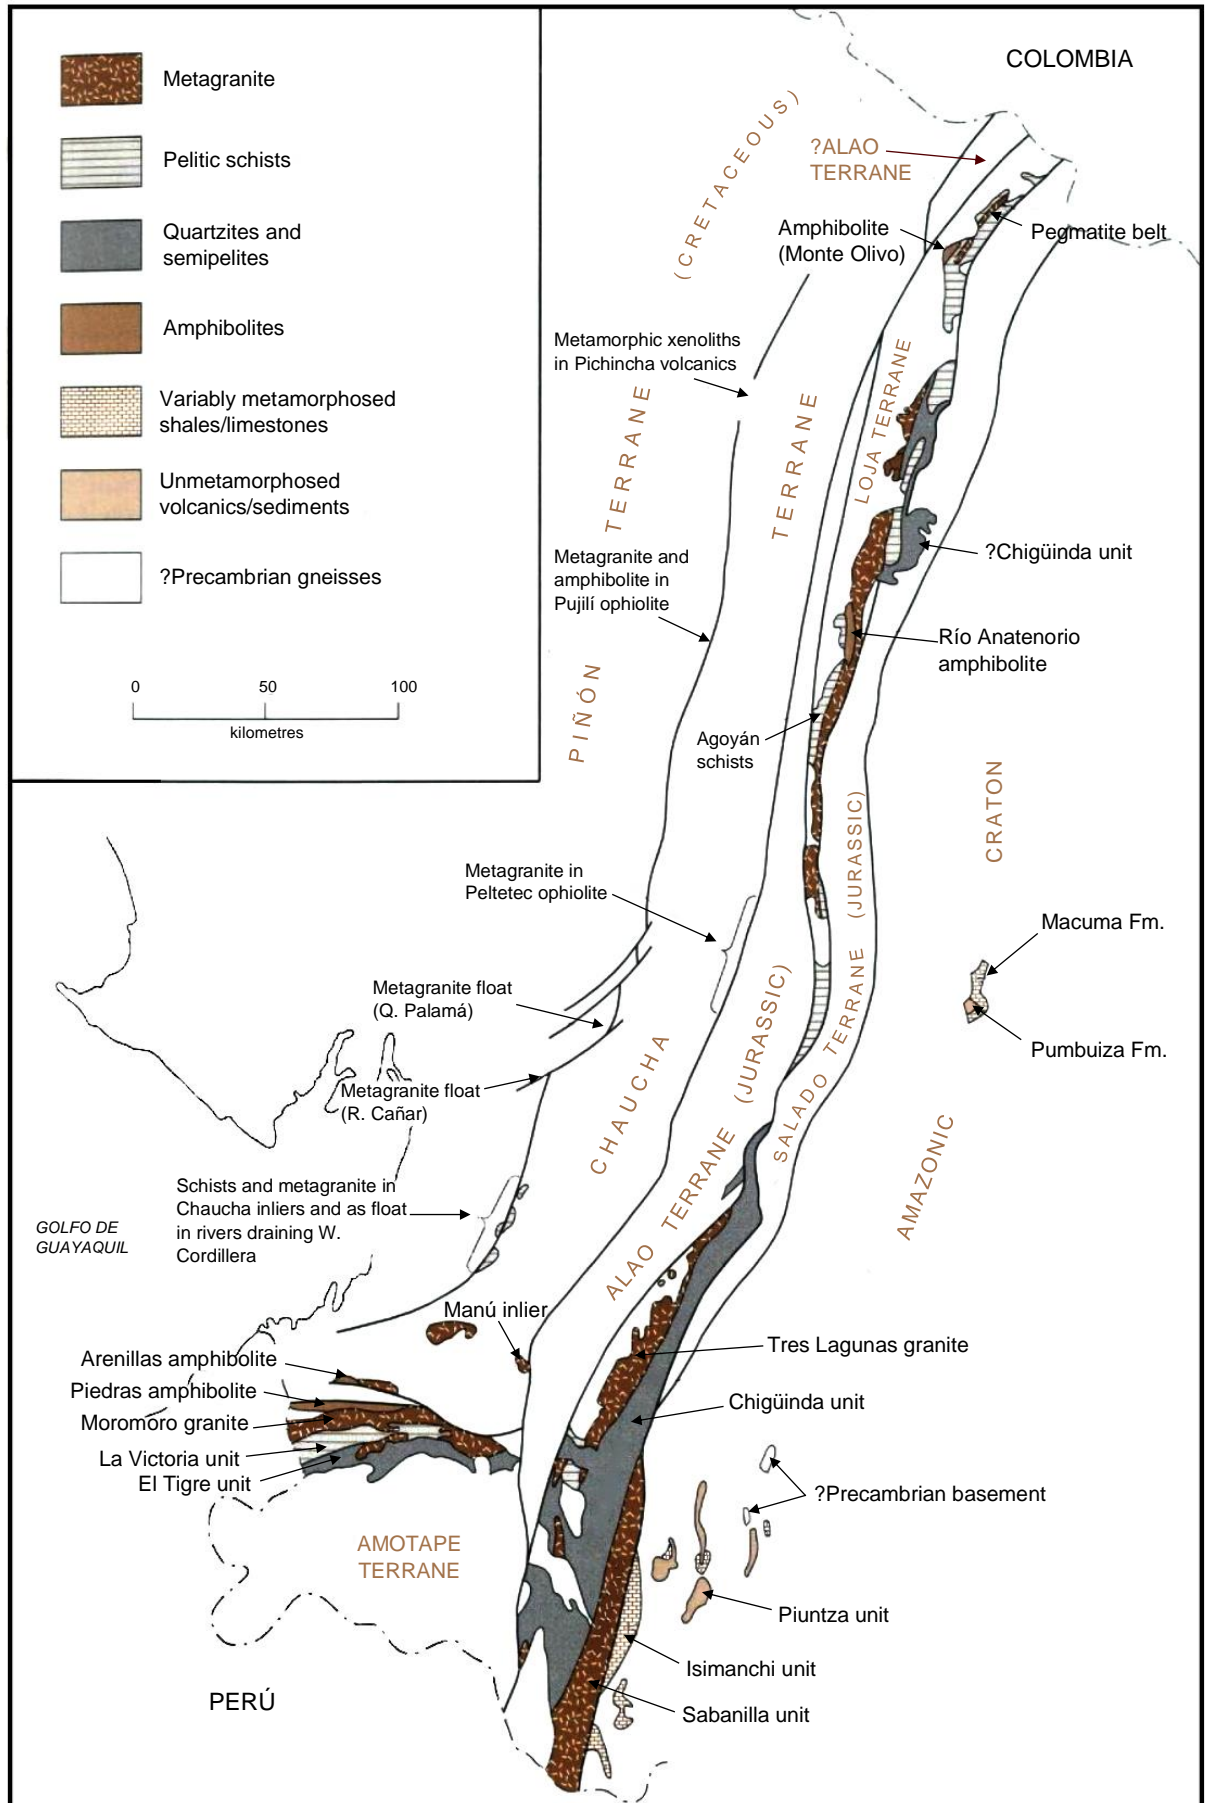 Metagranite
Pelitic schists
Quartzites and
semipelites
Amphibolites
Variably metamorphosed
shales/limestones
Unmetamorphosed
volcanics/sediments
?Precambrian gneisses
0 50 100
kilometres
COLOMBIA
(CRETACEOUS)
?ALAO
TERRANE
Amphibolite
(Monte Olivo)
Pegmatite belt
Metamorphic xenoliths
in Pichincha volcanics
TERRANE
TERRANE
LOJA TERRANE
?Chigüinda unit
Metagranite and
amphibolite in
Pujilí ophiolite
Río Anatenorio
amphibolite
PIÑÓN
Agoyán
schists
CRATON
(JURASSIC)
Metagranite in
Peltetec ophiolite
Macuma Fm.
Metagranite float
(Q. Palamá)
(JURASSIC)
SALADO TERRANE
Pumbuiza Fm.
Metagranite float
(R. Cañar)
CHAUCHA
AMAZONIC
Schists and metagranite in
Chaucha inliers and as float
in rivers draining W.
Cordillera
GOLFO DE
GUAYAQUIL
ALAO TERRANE
Manú inlier
Tres Lagunas granite
Arenillas amphibolite
Piedras amphibolite
Moromoro granite
Chigüinda unit
La Victoria unit
El Tigre unit
?Precambrian basement
AMOTAPE
TERRANE
Piuntza unit
Isimanchi unit
PERÚ
Sabanilla unit